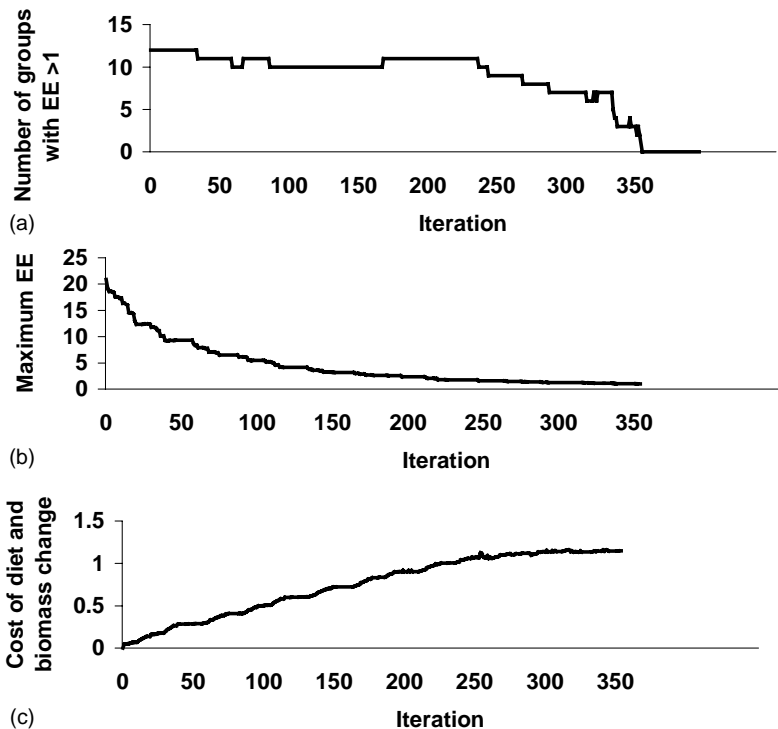 (a)
Number of groups
with EE >1
15
10
5
0
0 50 100 150 200 250 300 350
Iteration
(b)
Maximum EE
25
20
15
10
5
0
0 50 100 150 200 250 300 350
Iteration
(c)
Cost of diet and
biomass change
1.5
1
0.5
0
0 50 100 150 200 250 300 350
Iteration